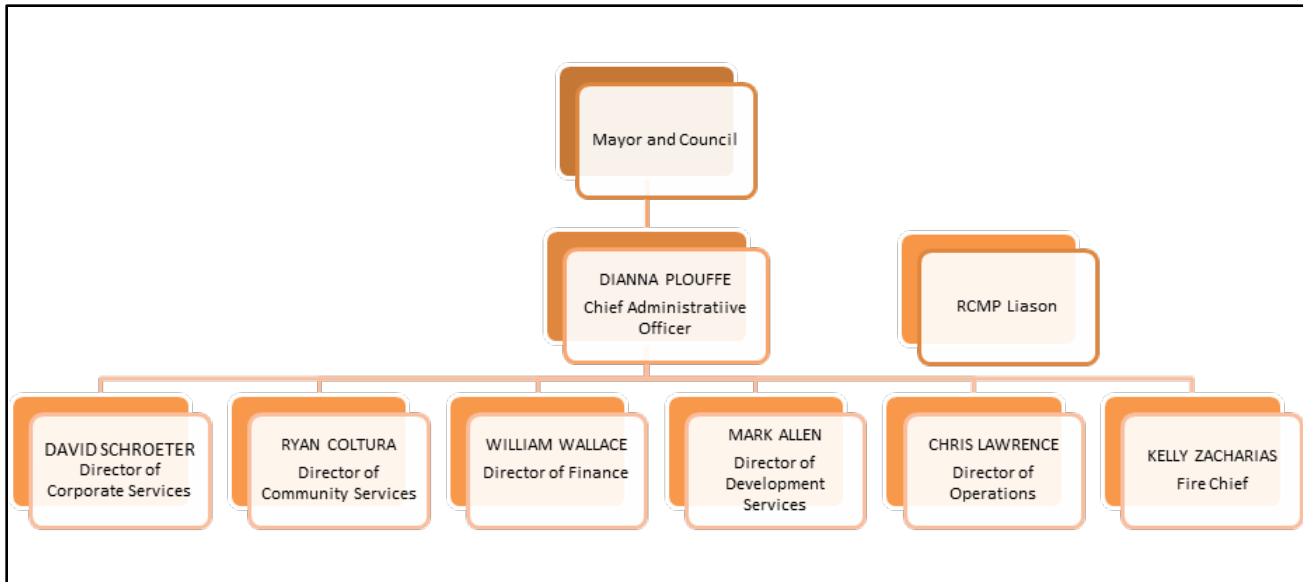 Mayor and Council
DIANNA PLOUFFE
Chief Administratiive
Officer
RCMP Liason
DAVID SCHROETER
Director of
Corporate Services
RYAN COLTURA
Director of
Community Services
WILLIAM WALLACE
Director of Finance
MARK ALLEN
Director of
Development
Services
CHRIS LAWRENCE
Director of
Operations
KELLY ZACHARIAS
Fire Chief